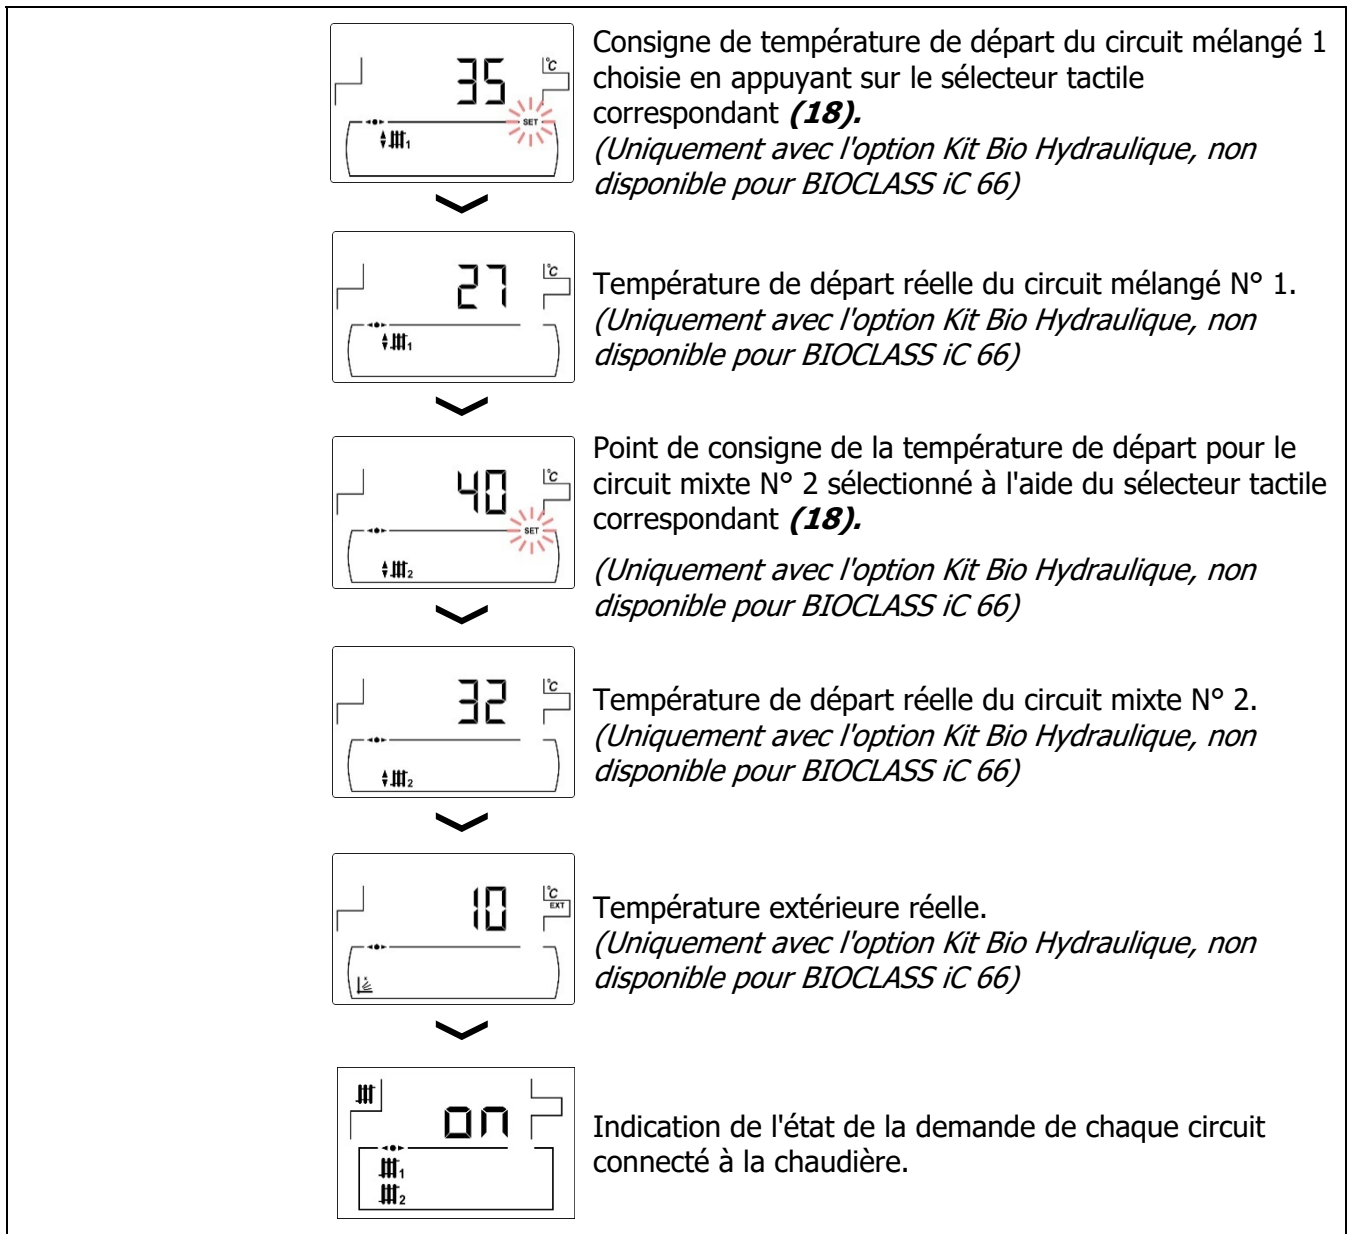 35 °C
SET
1
Consigne de température de départ du circuit mélangé 1
choisie en appuyant sur le sélecteur tactile
correspondant (18).
(Uniquement avec l'option Kit Bio Hydraulique, non
disponible pour BIOCLASS iC 66)
27 °C
1
Température de départ réelle du circuit mélangé N° 1.
(Uniquement avec l'option Kit Bio Hydraulique, non
disponible pour BIOCLASS iC 66)
40 °C
SET
2
Point de consigne de la température de départ pour le
circuit mixte N° 2 sélectionné à l'aide du sélecteur tactile
correspondant (18).
(Uniquement avec l'option Kit Bio Hydraulique, non
disponible pour BIOCLASS iC 66)
32 °C
2
Température de départ réelle du circuit mixte N° 2.
(Uniquement avec l'option Kit Bio Hydraulique, non
disponible pour BIOCLASS iC 66)
10 °C
EXT
Température extérieure réelle.
(Uniquement avec l'option Kit Bio Hydraulique, non
disponible pour BIOCLASS iC 66)
on
1
2
Indication de l'état de la demande de chaque circuit
connecté à la chaudière.